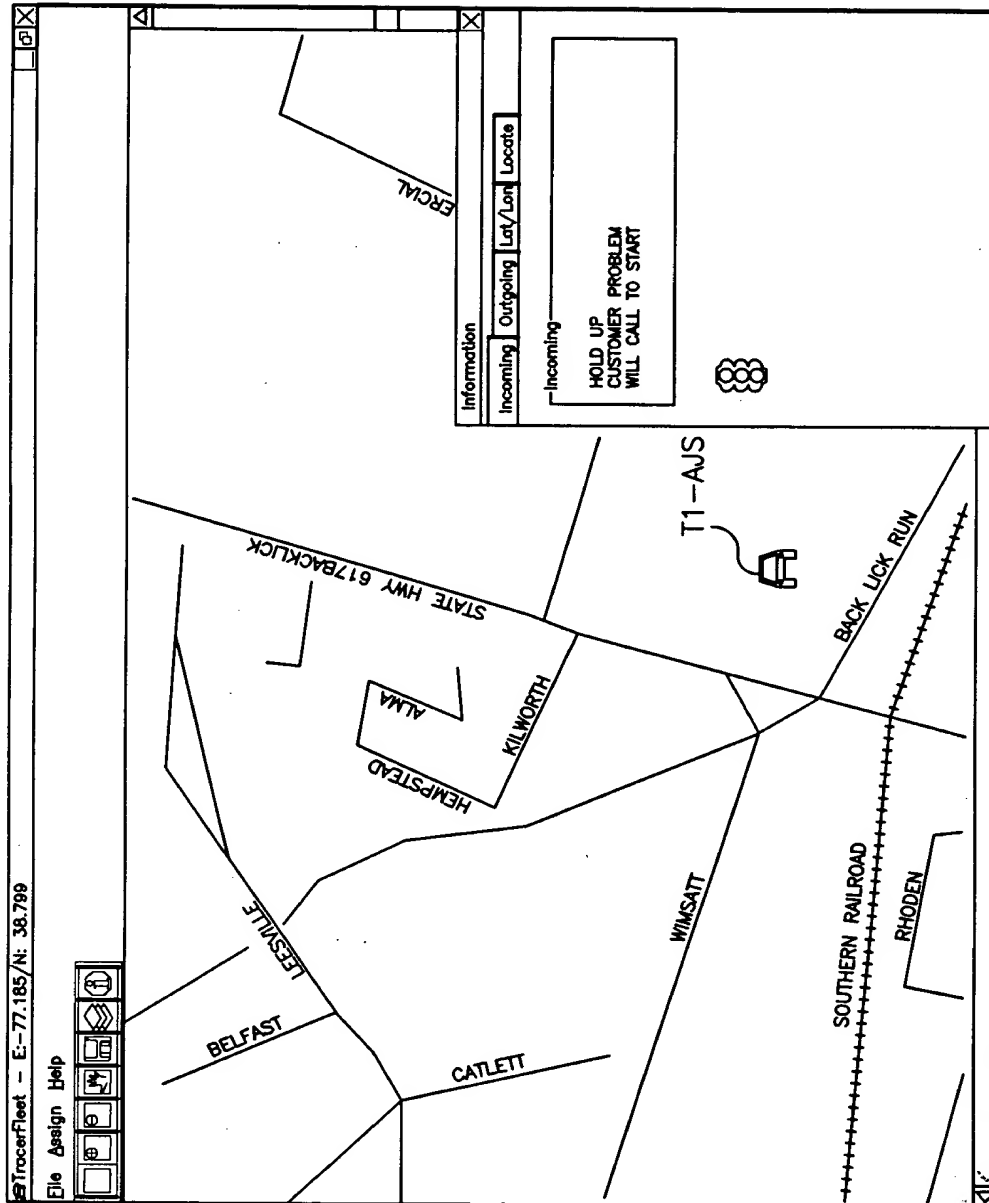 TracerFleet - E:-77.185/N: 38.799
File Assign Help
BELFAST
LEESVILLE
CATLETT
HEMPSTEAD
ALMA
KILWORTH
STATE HWY 617BACKLICK
ERCIAL
WIMSATT
SOUTHERN RAILROAD
RHODEN
BACK LICK RUN
T1-AJS
Information
Incoming Outgoing Lat/Lon Locate
Incoming
HOLD UP
CUSTOMER PROBLEM
WILL CALL TO START